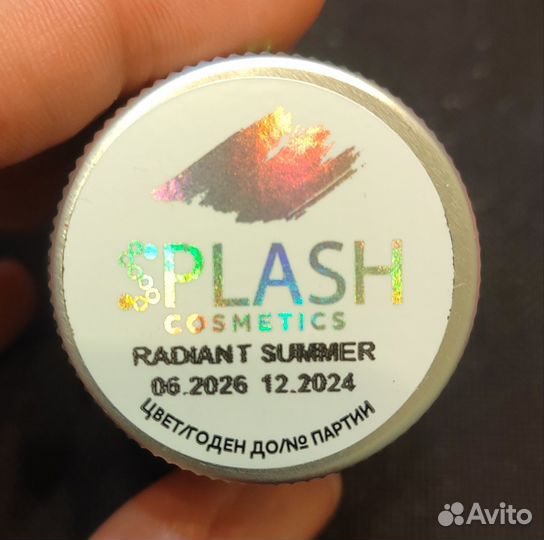 SPLASH
COSMETICS
RADIANT SUMMER
06.2026 12.2024
ЦВЕТ/ГОДЕН ДО/№ ПАРТИИ
Avito